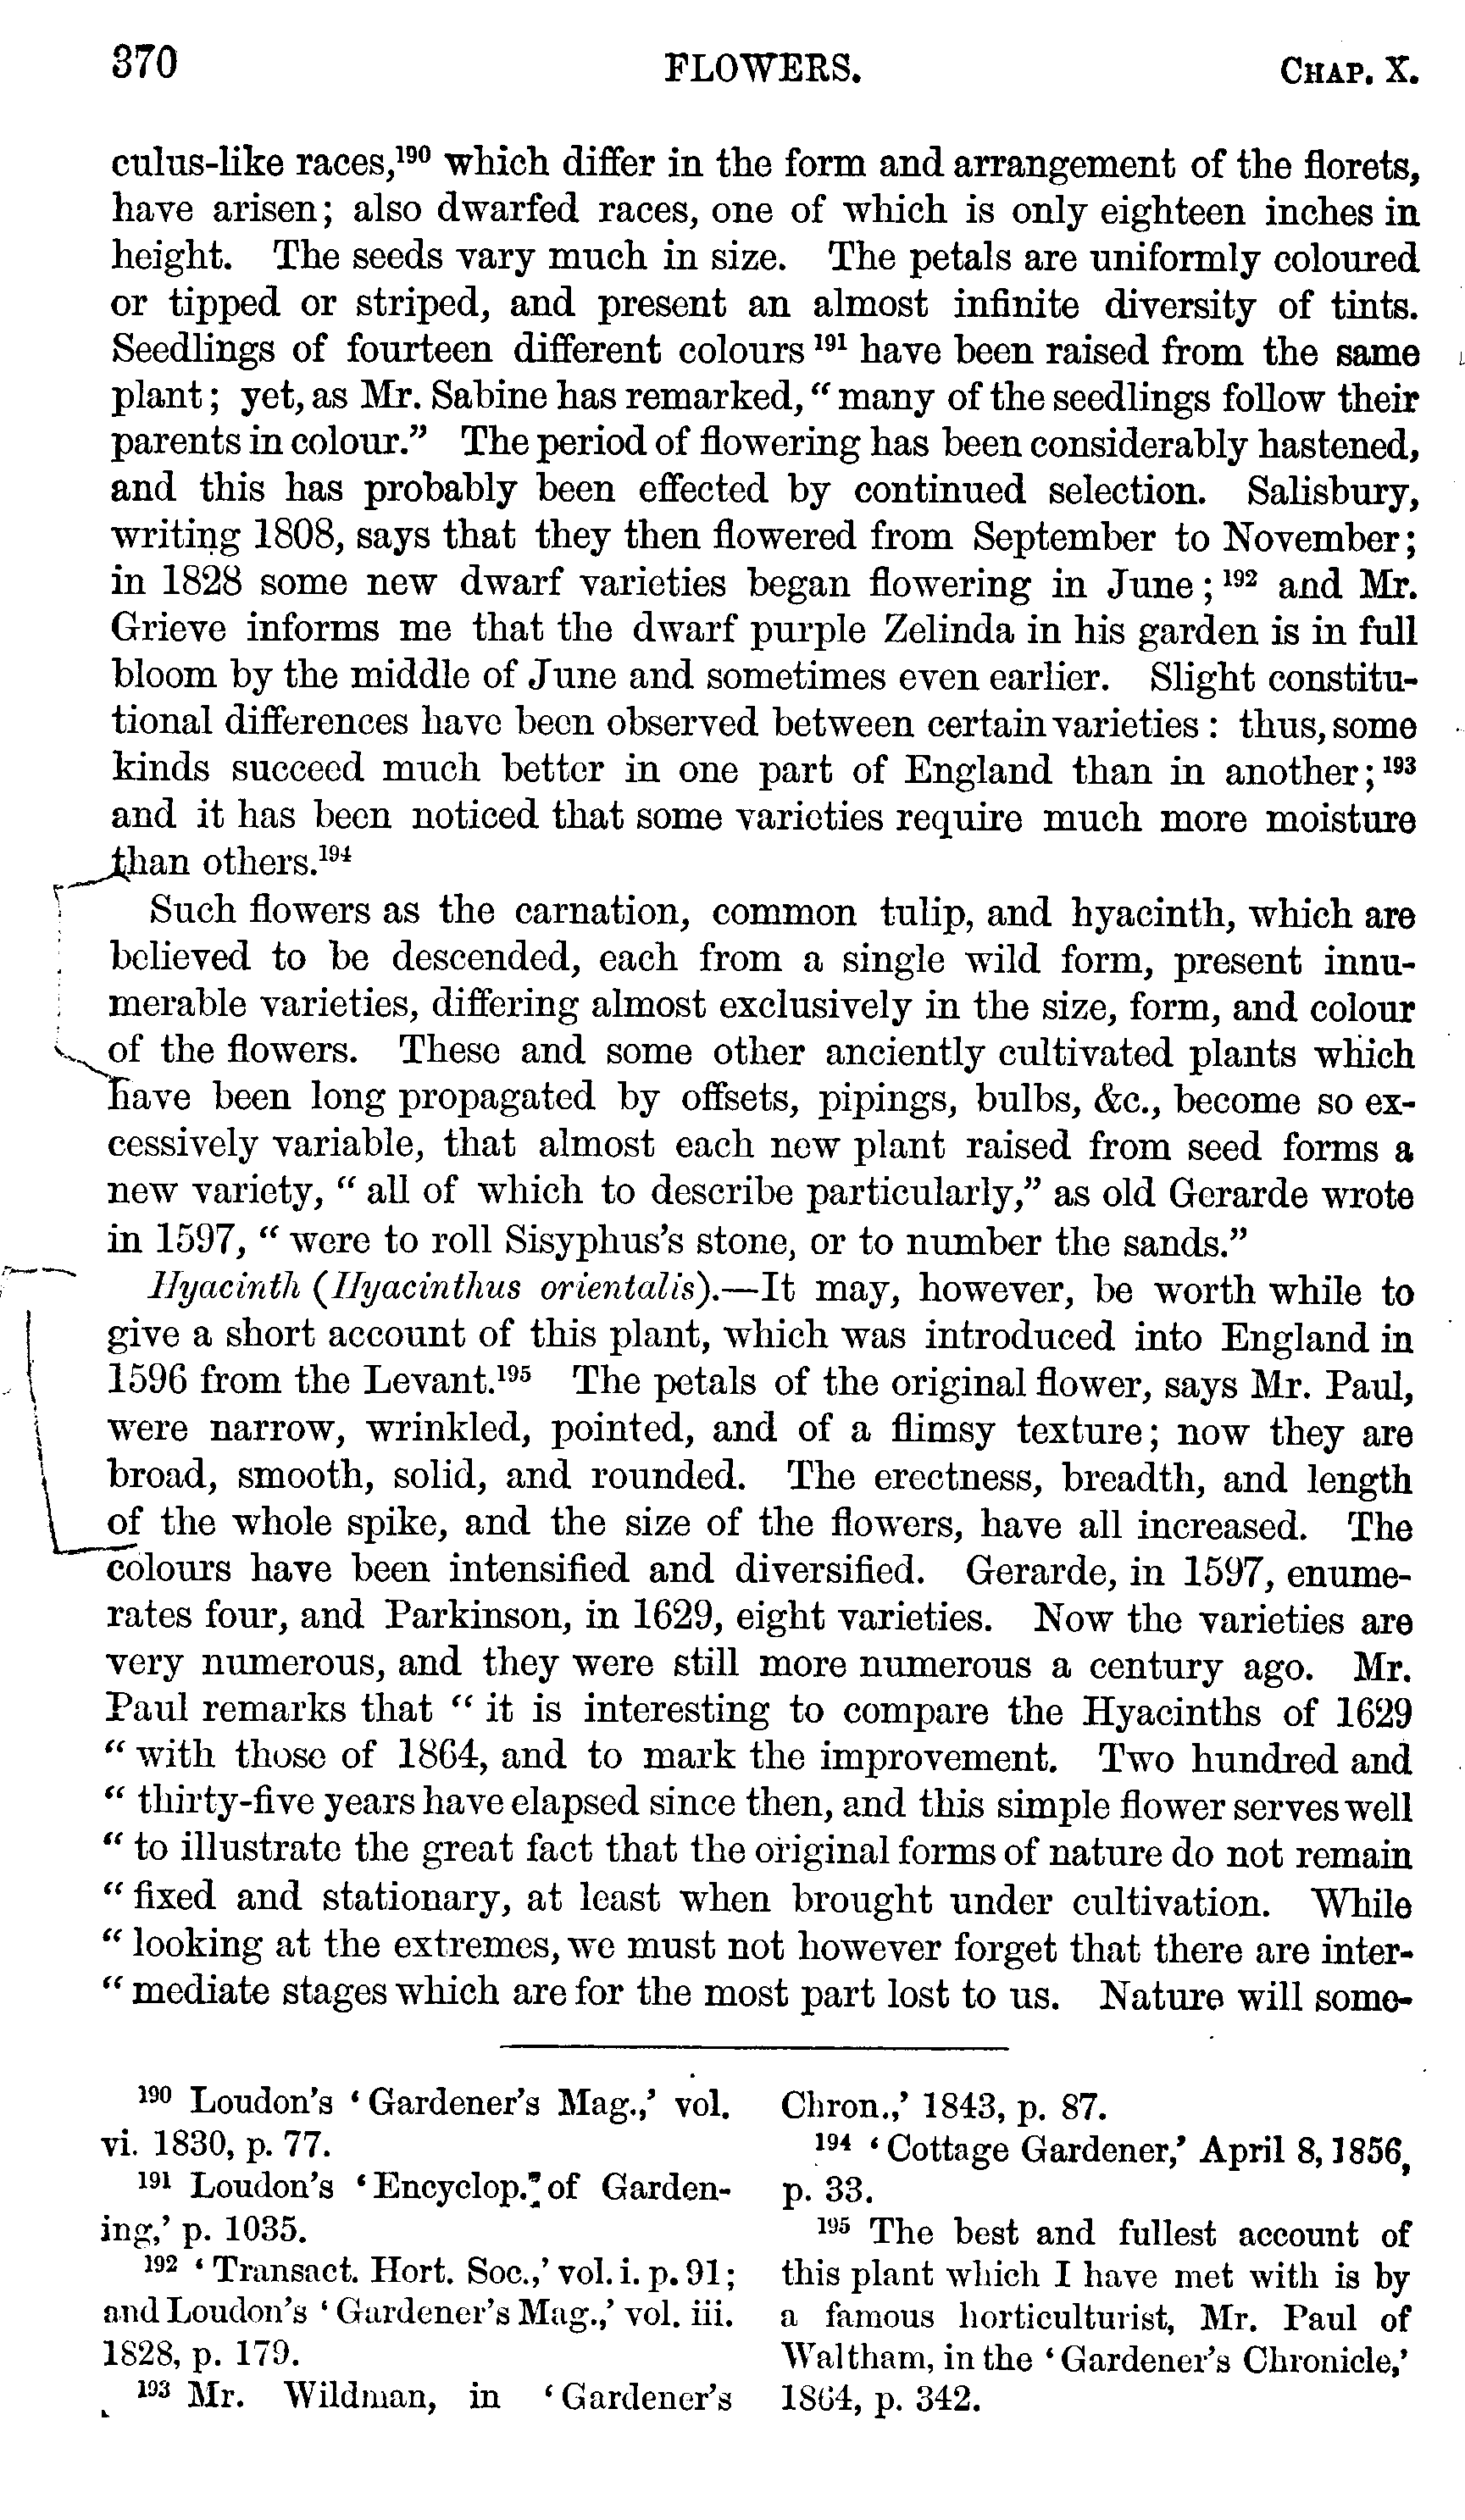 370 FLOWERS. CHAP. X.
culus-like races,¹⁹⁰ which differ in the form and arrangement of the florets,
have arisen; also dwarfed races, one of which is only eighteen inches in
height. The seeds vary much in size. The petals are uniformly coloured
or tipped or striped, and present an almost infinite diversity of tints.
Seedlings of fourteen different colours ¹⁹¹ have been raised from the same
plant; yet, as Mr. Sabine has remarked, “ many of the seedlings follow their
parents in colour.” The period of flowering has been considerably hastened,
and this has probably been effected by continued selection. Salisbury,
writing 1808, says that they then flowered from September to November;
in 1828 some new dwarf varieties began flowering in June ; ¹⁹² and Mr.
Grieve informs me that the dwarf purple Zelinda in his garden is in full
bloom by the middle of June and sometimes even earlier. Slight constitu-
tional differences have been observed between certain varieties : thus, some
kinds succeed much better in one part of England than in another; ¹⁹³
and it has been noticed that some varieties require much more moisture
than others.¹⁹⁴
Such flowers as the carnation, common tulip, and hyacinth, which are
believed to be descended, each from a single wild form, present innu-
merable varieties, differing almost exclusively in the size, form, and colour
of the flowers. These and some other anciently cultivated plants which
have been long propagated by offsets, pipings, bulbs, &c., become so ex-
cessively variable, that almost each new plant raised from seed forms a
new variety, “ all of which to describe particularly,” as old Gerarde wrote
in 1597, “ were to roll Sisyphus’s stone, or to number the sands.”
Hyacinth (Hyacinthus orientalis).—It may, however, be worth while to
give a short account of this plant, which was introduced into England in
1596 from the Levant.¹⁹⁵ The petals of the original flower, says Mr. Paul,
were narrow, wrinkled, pointed, and of a flimsy texture; now they are
broad, smooth, solid, and rounded. The erectness, breadth, and length
of the whole spike, and the size of the flowers, have all increased. The
colours have been intensified and diversified. Gerarde, in 1597, enume-
rates four, and Parkinson, in 1629, eight varieties. Now the varieties are
very numerous, and they were still more numerous a century ago. Mr.
Paul remarks that “ it is interesting to compare the Hyacinths of 1629
“ with those of 1864, and to mark the improvement. Two hundred and
“ thirty-five years have elapsed since then, and this simple flower serves well
“ to illustrate the great fact that the original forms of nature do not remain
“ fixed and stationary, at least when brought under cultivation. While
“ looking at the extremes, we must not however forget that there are inter-
“ mediate stages which are for the most part lost to us. Nature will some-
¹⁹⁰ Loudon’s ‘ Gardener’s Mag.,’ vol.
vi. 1830, p. 77.
¹⁹¹ Loudon’s ‘ Encyclop.’ of Garden-
ing,’ p. 1035.
¹⁹² ‘ Transact. Hort. Soc.,’ vol. i. p. 91;
and Loudon’s ‘ Gardener’s Mag.,’ vol. iii.
1828, p. 179.
¹⁹³ Mr. Wildman, in ‘ Gardener’s
Chron.,’ 1843, p. 87.
¹⁹⁴ ‘ Cottage Gardener,’ April 8, 1856,
p. 33.
¹⁹⁵ The best and fullest account of
this plant which I have met with is by
a famous horticulturist, Mr. Paul of
Waltham, in the ‘ Gardener’s Chronicle,’
1864, p. 342.